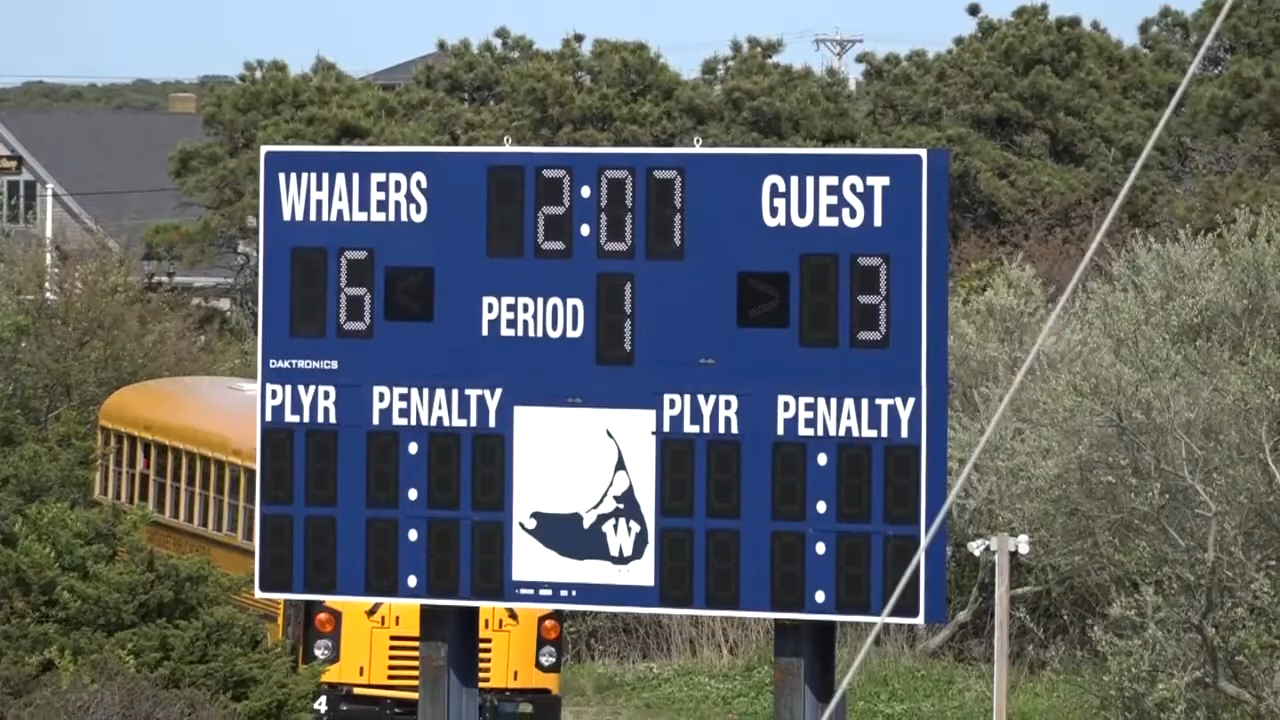 WHALERS 2:07 GUEST
6 PERIOD 1 3
DAKTRONICS
PLYR PENALTY PLYR PENALTY
W
4